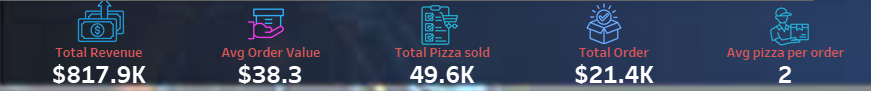 Total Revenue
$817.9K
Avg Order Value
$38.3
Total Pizza sold
49.6K
Total Order
$21.4K
Avg pizza per order
2